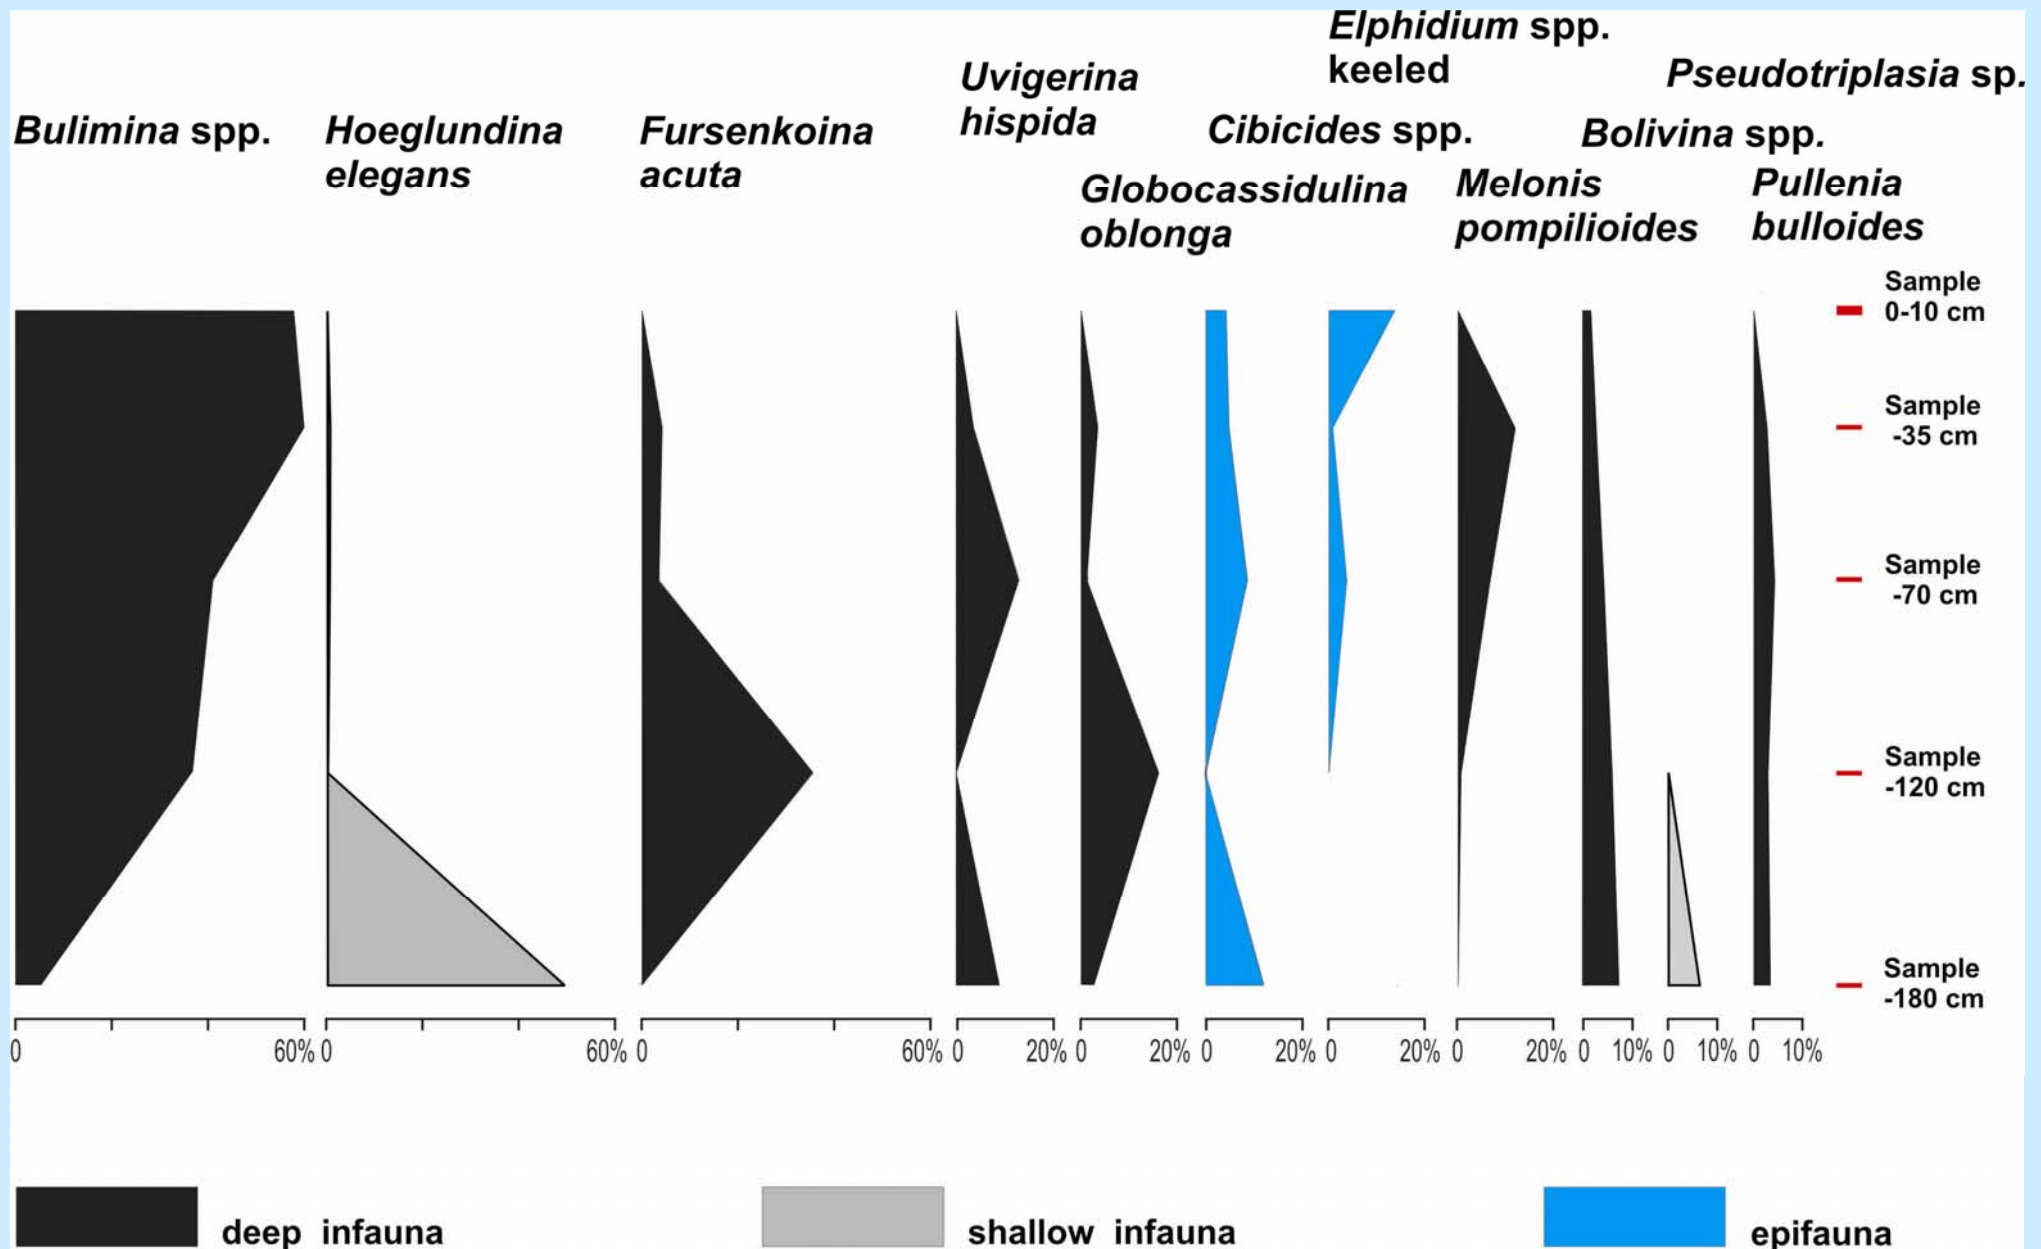 Elphidium spp.
keeled
Uvigerina
hispida
Pseudotriplasia sp.
Bulimina spp.
Hoeglundina
elegans
Fursenkoina
acuta
Cibicides spp.
Bolivina spp.
Globocassidulina
oblonga
Melonis
pompilioides
Pullenia
bulloides
Sample
0-10 cm
Sample
-35 cm
Sample
-70 cm
Sample
-120 cm
Sample
-180 cm
0 60% 0 60% 0 60% 0 20% 0 20% 0 20% 0 20% 0 20% 0 10% 0 10% 0 10%
deep infauna
shallow infauna
epifauna